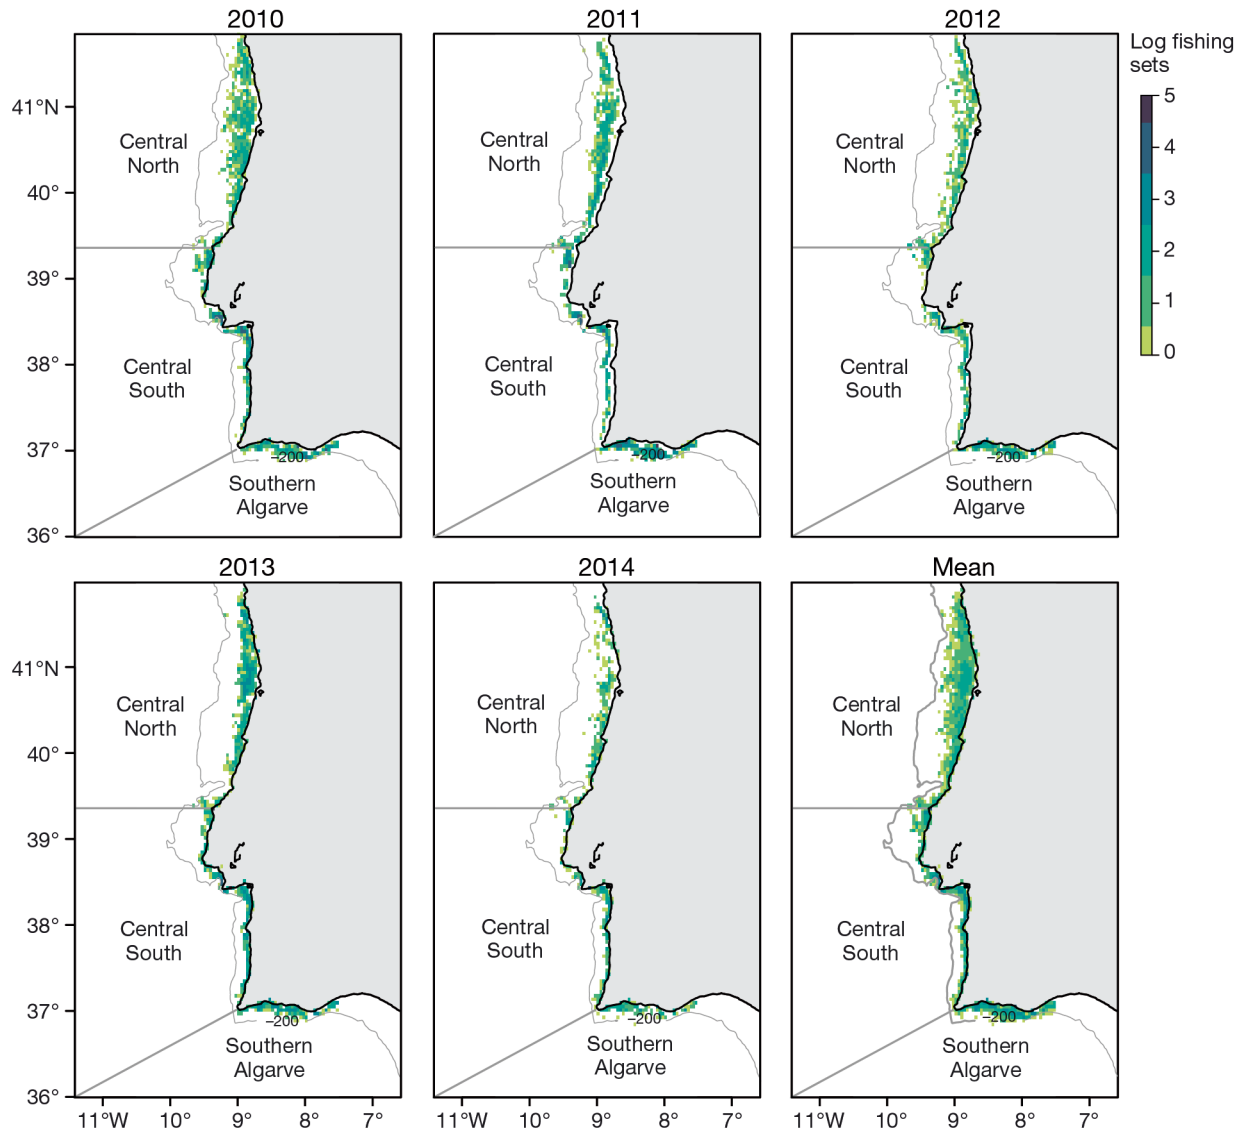 2010
2011
2012
Log fishing
sets
5
4
3
2
1
0
41°N
40°
39°
38°
37°
36°
Central
North
Central
South
−200
Southern
Algarve
Central
North
Central
South
−200
Southern
Algarve
Central
North
Central
South
−200
Southern
Algarve
2013
2014
Mean
41°N
40°
39°
38°
37°
36°
Central
North
Central
South
−200
Southern
Algarve
Central
North
Central
South
−200
Southern
Algarve
Central
North
Central
South
−200
Southern
Algarve
11°W 10° 9° 8° 7°
11°W 10° 9° 8° 7°
11°W 10° 9° 8° 7°